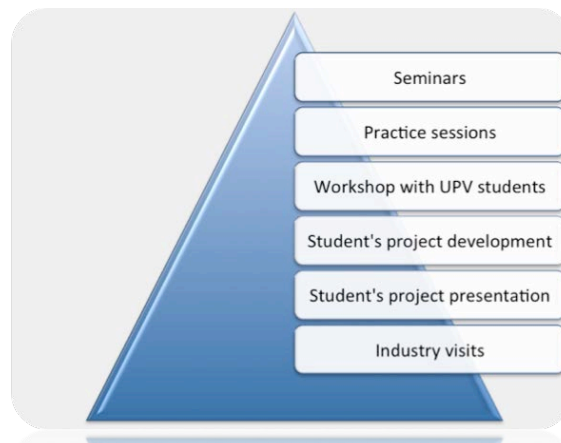 Seminars
Practice sessions
Workshop with UPV students
Student's project development
Student's project presentation
Industry visits